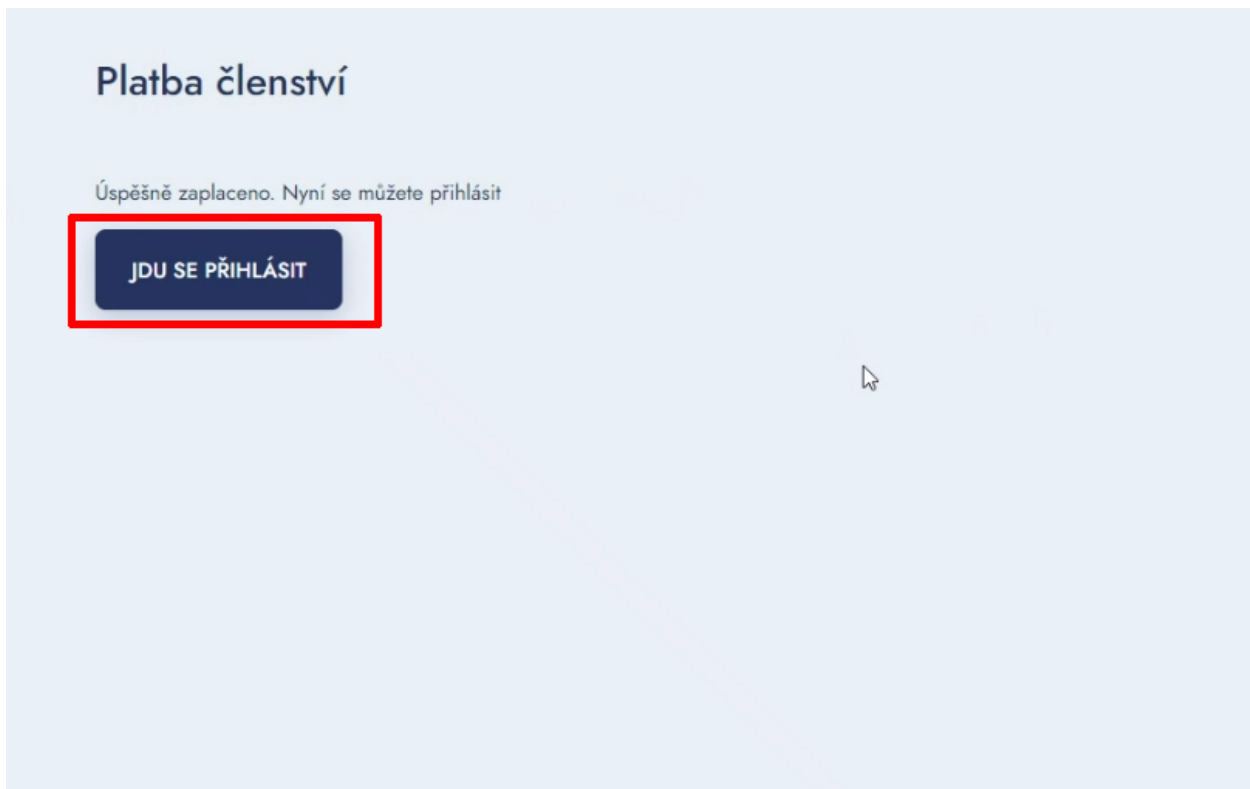 Platba členství
Úspěšně zaplaceno. Nyní se můžete přihlásit
JDU SE PŘIHLÁSIT